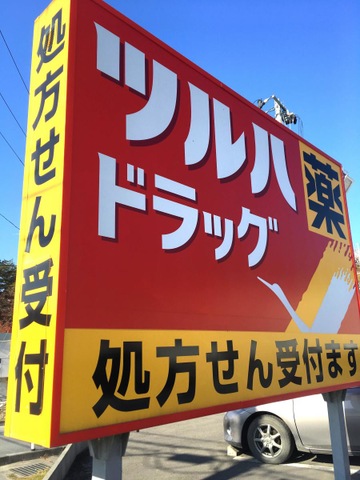 処方せん受付
ツルハ
ドラッグ
薬
処方せん受付ます